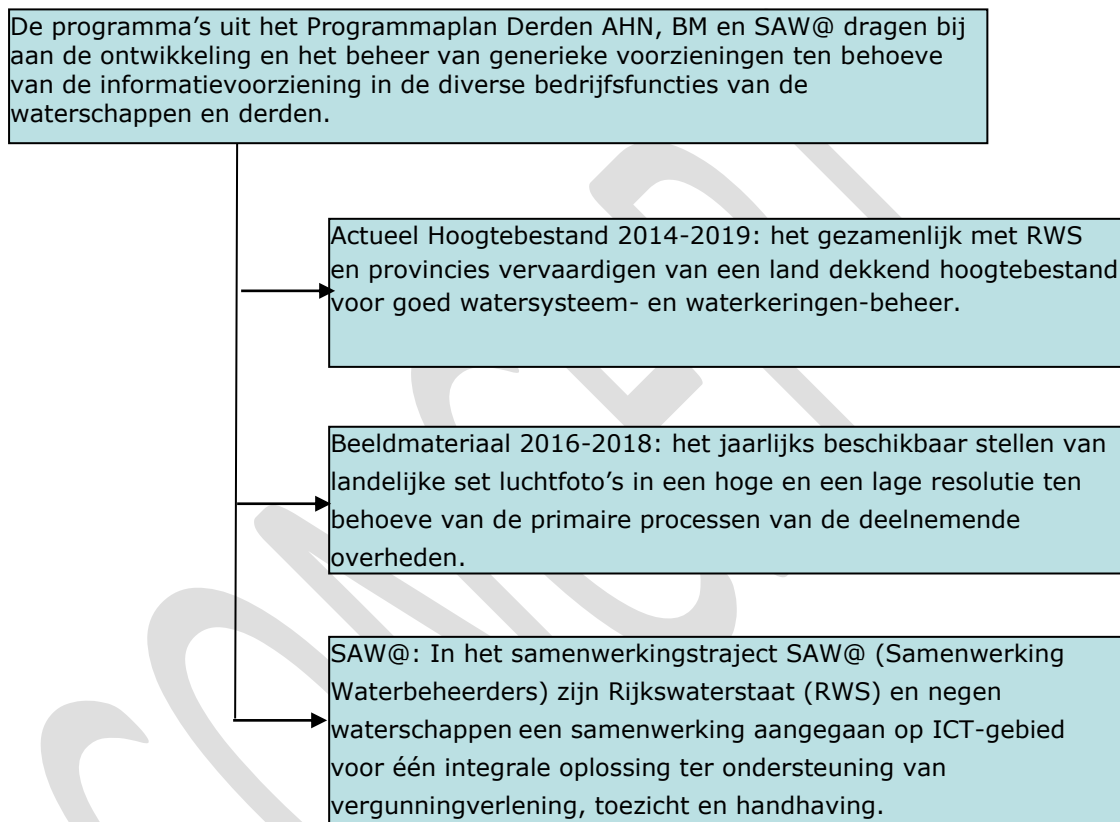 De programma's uit het Programmaplan Derden AHN, BM en SAW@ dragen bij
aan de ontwikkeling en het beheer van generieke voorzieningen ten behoeve
van de informatievoorziening in de diverse bedrijfsfuncties van de
waterschappen en derden.
Actueel Hoogtebestand 2014-2019: het gezamenlijk met RWS
en provincies vervaardigen van een land dekkend hoogtebestand
voor goed watersysteem- en waterkeringen-beheer.
Beeldmateriaal 2016-2018: het jaarlijks beschikbaar stellen van
landelijke set luchtfoto's in een hoge en een lage resolutie ten
behoeve van de primaire processen van de deelnemende
overheden.
SAW@: In het samenwerkingstraject SAW@ (Samenwerking
Waterbeheerders) zijn Rijkswaterstaat (RWS) en negen
waterschappen een samenwerking aangegaan op ICT-gebied
voor één integrale oplossing ter ondersteuning van
vergunningverlening, toezicht en handhaving.
CONCEPT